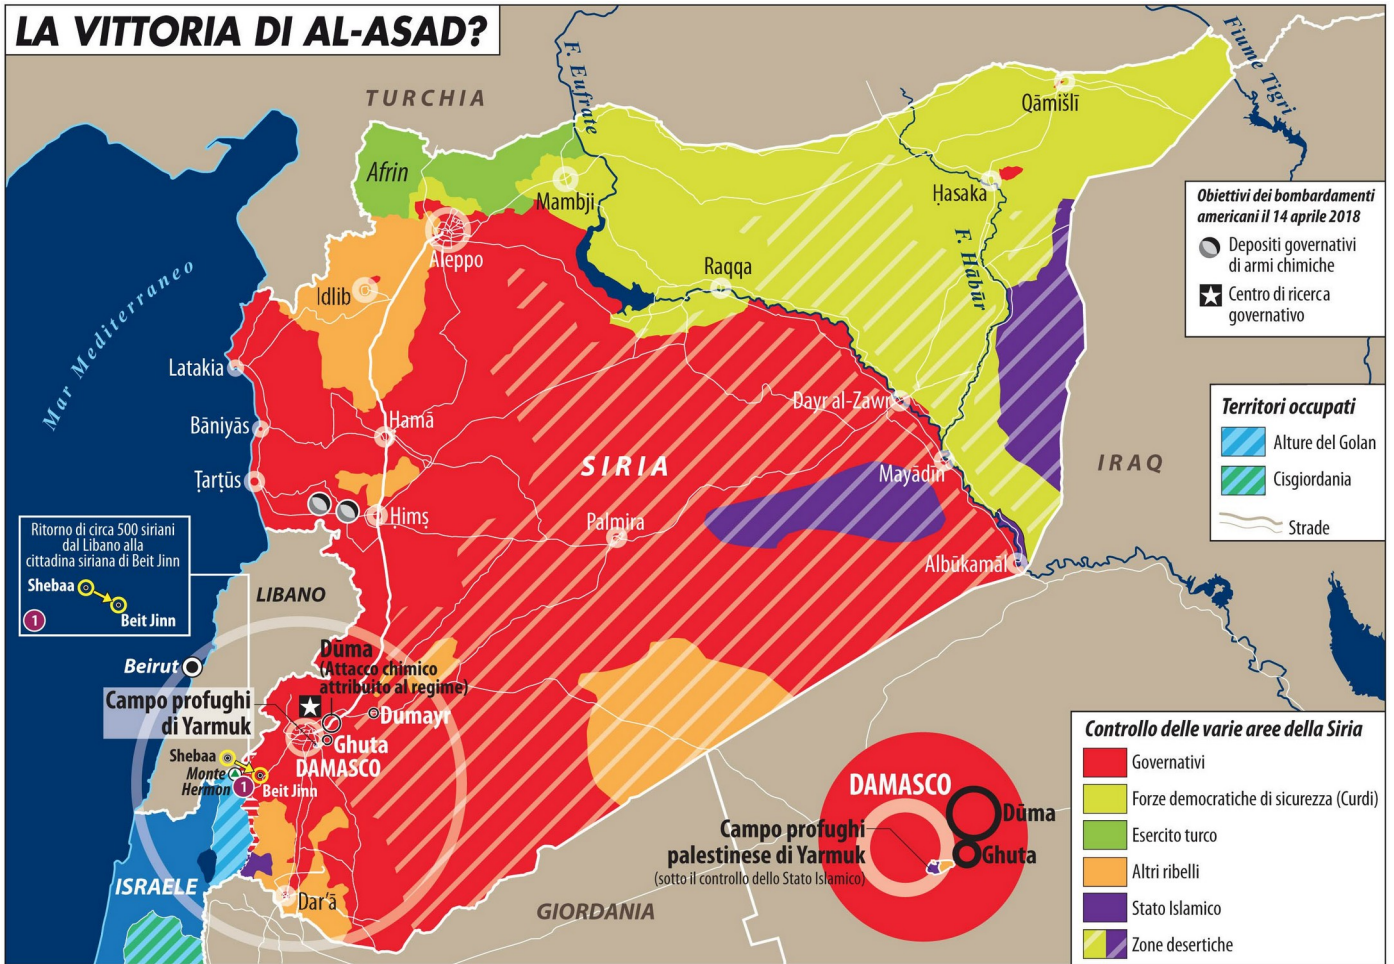 LA VITTORIA DI AL-ASAD?
TURCHIA
F. Eufrate
Fiume Tigri
Qāmišlī
Afrin
Mambji
Ḥasaka
F. Hābūr
Aleppo
Idlib
Raqqa
Mar Mediterraneo
Latakia
Bāniyās
Ṭarṭūs
Ḥamā
Ḥimṣ
SIRIA
Dayr al-Zawr
Mayādīn
Palmira
Albūkamāl
IRAQ
Obiettivi dei bombardamenti
americani il 14 aprile 2018
Depositi governativi
di armi chimiche
Centro di ricerca
governativo
Territori occupati
Alture del Golan
Cisgiordania
Strade
Ritorno di circa 500 siriani
dal Libano alla
cittadina siriana di Beit Jinn
Shebaa
Beit Jinn
1
LIBANO
Beirut
Dūma
(Attacco chimico
attribuito al regime)
Campo profughi
di Yarmuk
Dumayr
Ghuta
DAMASCO
Shebaa
Monte
Hermon
1
Beit Jinn
ISRAELE
Dar'ā
GIORDANIA
DAMASCO
Dūma
Campo profughi
palestinese di Yarmuk
(sotto il controllo dello Stato Islamico)
Ghuta
Controllo delle varie aree della Siria
Governativi
Forze democratiche di sicurezza (Curdi)
Esercito turco
Altri ribelli
Stato Islamico
Zone desertiche